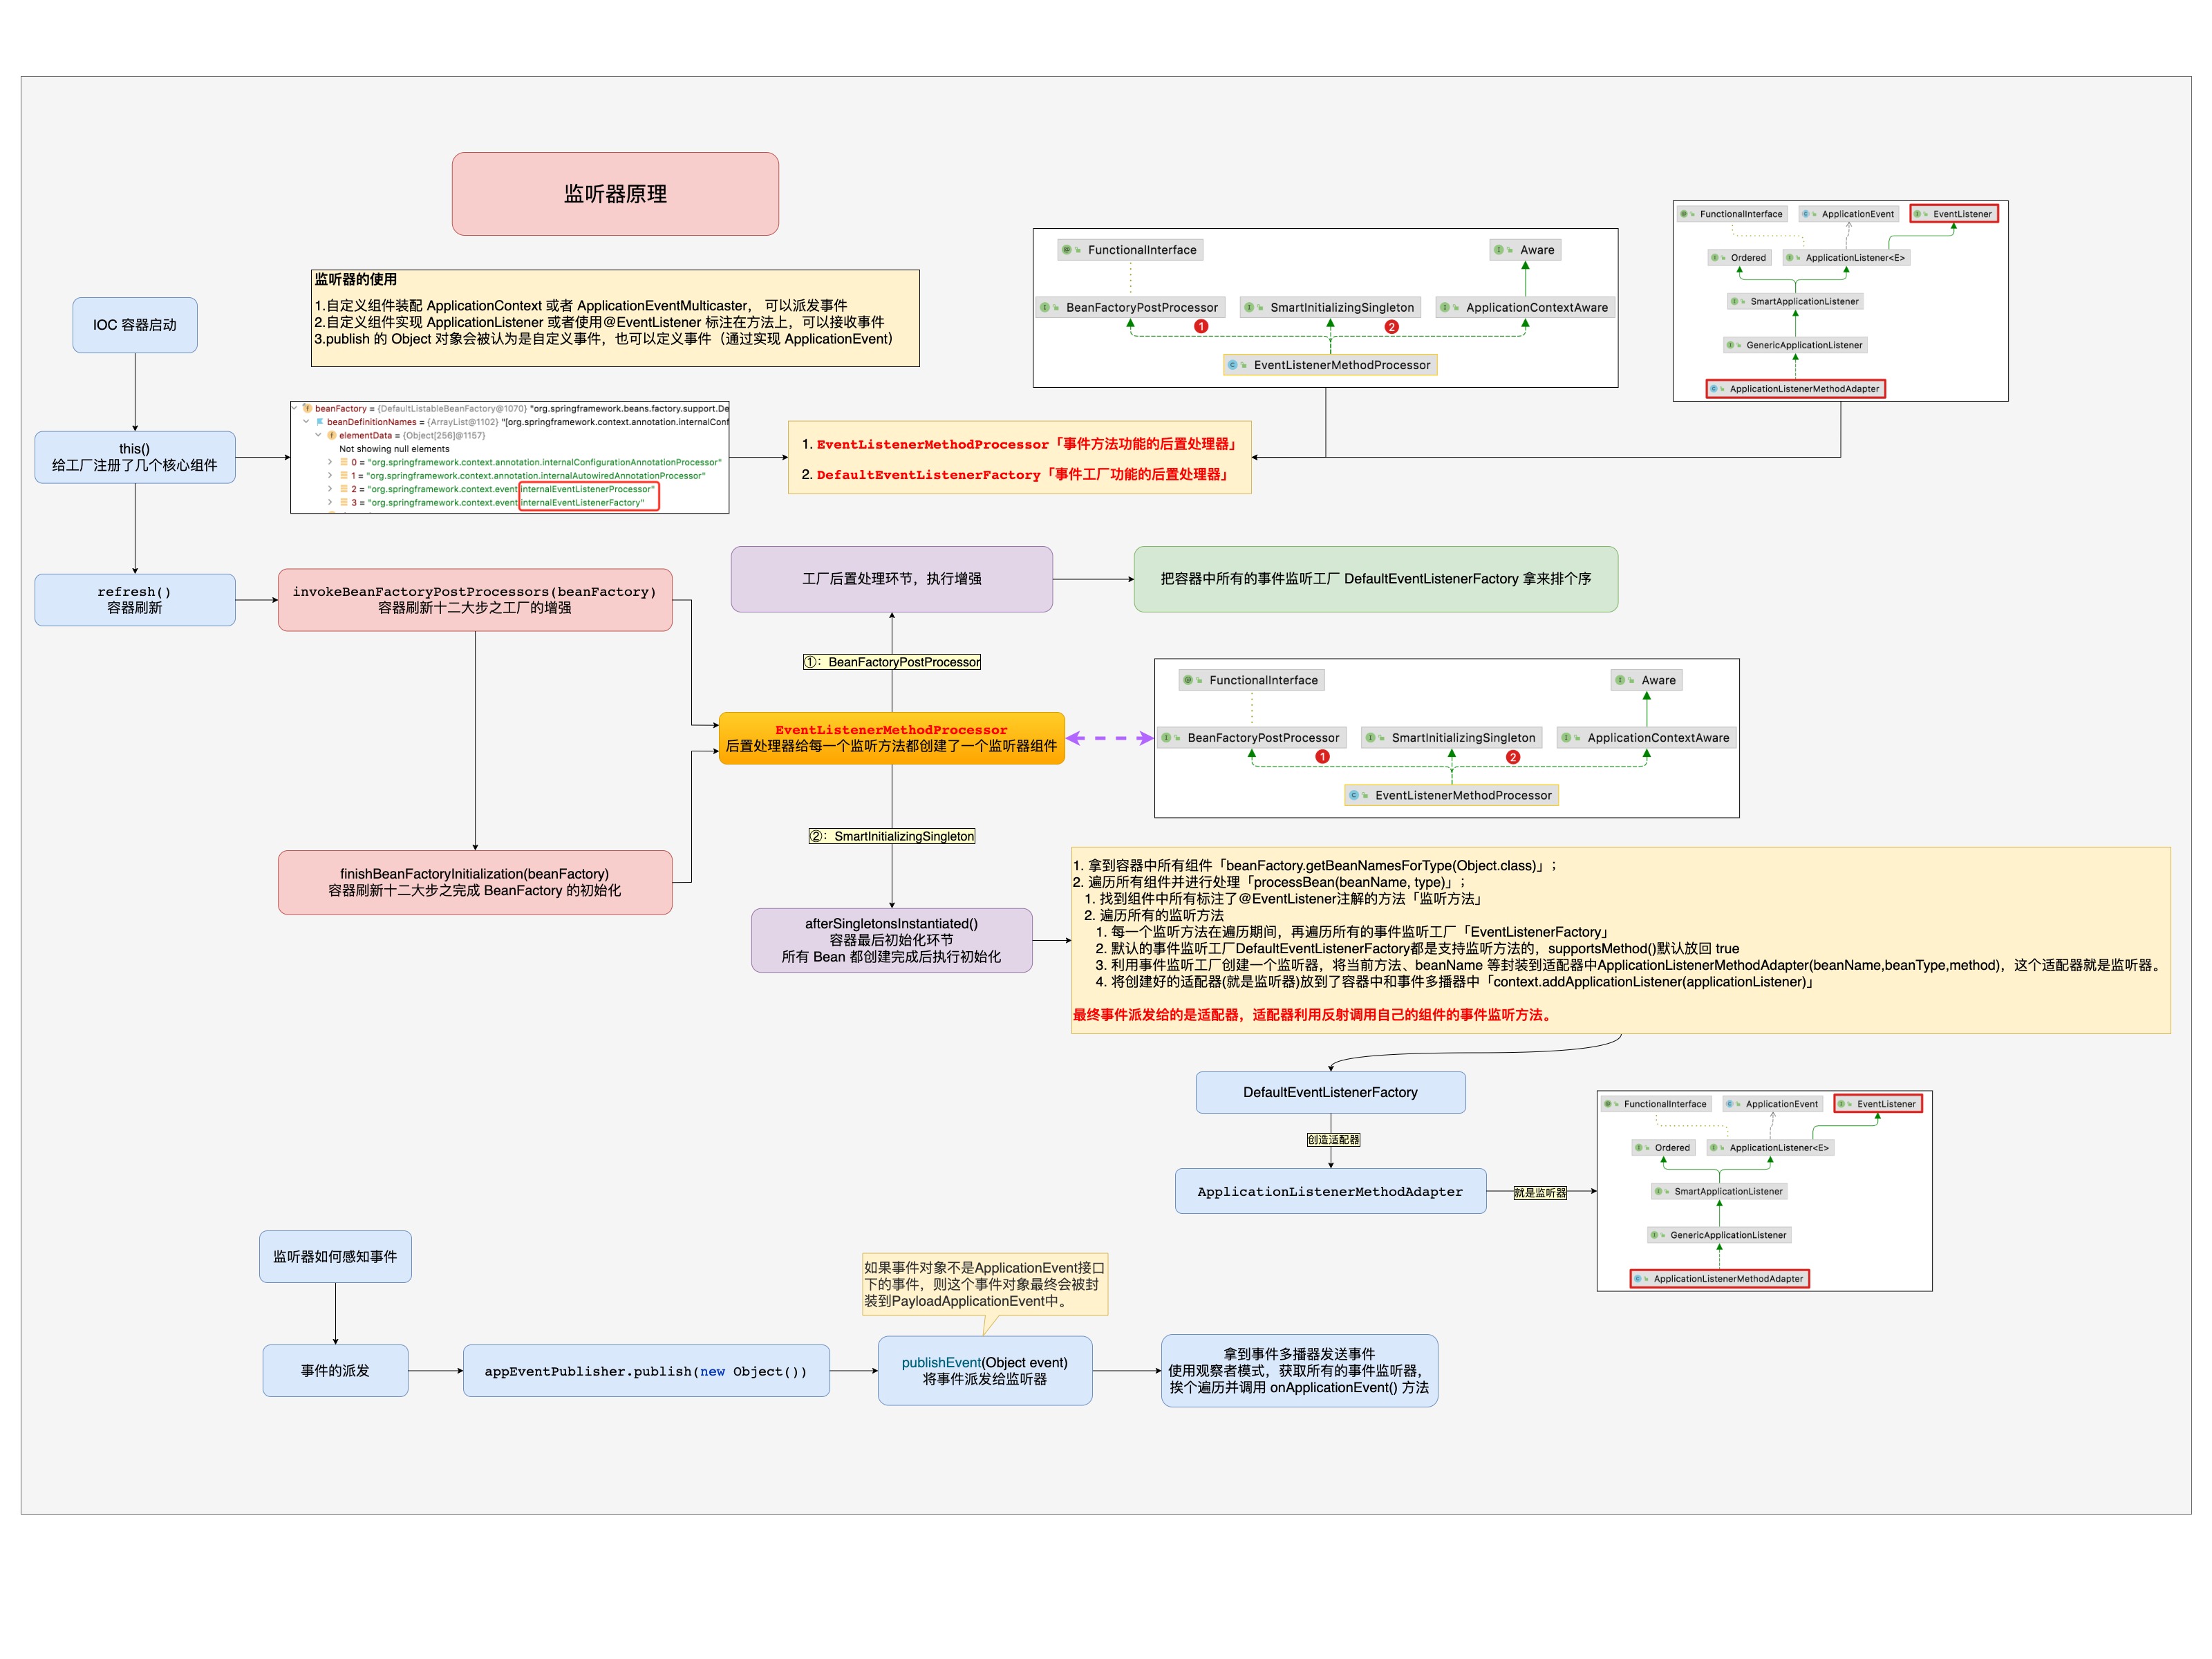 监听器原理
监听器的使用
1.自定义组件装配 ApplicationContext 或者 ApplicationEventMulticaster， 可以派发事件
2.自定义组件实现 ApplicationListener 或者使用@EventListener 标注在方法上，可以接收事件
3.publish 的 Object 对象会被认为是自定义事件，也可以定义事件（通过实现 ApplicationEvent）
FunctionalInterface
Aware
BeanFactoryPostProcessor
SmartInitializingSingleton
ApplicationContextAware
1
2
EventListenerMethodProcessor
FunctionalInterface
ApplicationEvent
EventListener
Ordered
ApplicationListener<E>
SmartApplicationListener
GenericApplicationListener
ApplicationListenerMethodAdapter
IOC 容器启动
this()
给工厂注册了几个核心组件
beanFactory = {DefaultListableBeanFactory@1070} "org.springframework.beans.factory.support.De
beanDefinitionNames = {ArrayList@1102} "[org.springframework.context.annotation.internalConf
elementData = {Object[256]@1157}
Not showing null elements
0 = "org.springframework.context.annotation.internalConfigurationAnnotationProcessor"
1 = "org.springframework.context.annotation.internalAutowiredAnnotationProcessor"
2 = "org.springframework.context.event.internalEventListenerProcessor"
3 = "org.springframework.context.event.internalEventListenerFactory"
1. EventListenerMethodProcessor「事件方法功能的后置处理器」
2. DefaultEventListenerFactory「事件工厂功能的后置处理器」
refresh()
容器刷新
invokeBeanFactoryPostProcessors(beanFactory)
容器刷新十二大步之工厂的增强
工厂后置处理环节，执行增强
把容器中所有的事件监听工厂 DefaultEventListenerFactory 拿来排个序
①：BeanFactoryPostProcessor
EventListenerMethodProcessor
后置处理器给每一个监听方法都创建了一个监听器组件
FunctionalInterface
Aware
BeanFactoryPostProcessor
SmartInitializingSingleton
ApplicationContextAware
1
2
EventListenerMethodProcessor
②：SmartInitializingSingleton
finishBeanFactoryInitialization(beanFactory)
容器刷新十二大步之完成 BeanFactory 的初始化
afterSingletonsInstantiated()
容器最后初始化环节
所有 Bean 都创建完成后执行初始化
1. 拿到容器中所有组件「beanFactory.getBeanNamesForType(Object.class)」；
2. 遍历所有组件并进行处理「processBean(beanName, type)」；
1. 找到组件中所有标注了@EventListener注解的方法「监听方法」
2. 遍历所有的监听方法
1. 每一个监听方法在遍历期间，再遍历所有的事件监听工厂「EventListenerFactory」
2. 默认的事件监听工厂DefaultEventListenerFactory都是支持监听方法的，supportsMethod()默认放回 true
3. 利用事件监听工厂创建一个监听器，将当前方法、beanName 等封装到适配器中ApplicationListenerMethodAdapter(beanName,beanType,method)，这个适配器就是监听器。
4. 将创建好的适配器(就是监听器)放到了容器中和事件多播器中「context.addApplicationListener(applicationListener)」
最终事件派发给的是适配器，适配器利用反射调用自己的组件的事件监听方法。
DefaultEventListenerFactory
创造适配器
ApplicationListenerMethodAdapter
就是监听器
FunctionalInterface
ApplicationEvent
EventListener
Ordered
ApplicationListener<E>
SmartApplicationListener
GenericApplicationListener
ApplicationListenerMethodAdapter
监听器如何感知事件
如果事件对象不是ApplicationEvent接口
下的事件，则这个事件对象最终会被封
装到PayloadApplicationEvent中。
事件的派发
appEventPublisher.publish(new Object())
publishEvent(Object event)
将事件派发给监听器
拿到事件多播器发送事件
使用观察者模式，获取所有的事件监听器，
挨个遍历并调用 onApplicationEvent() 方法